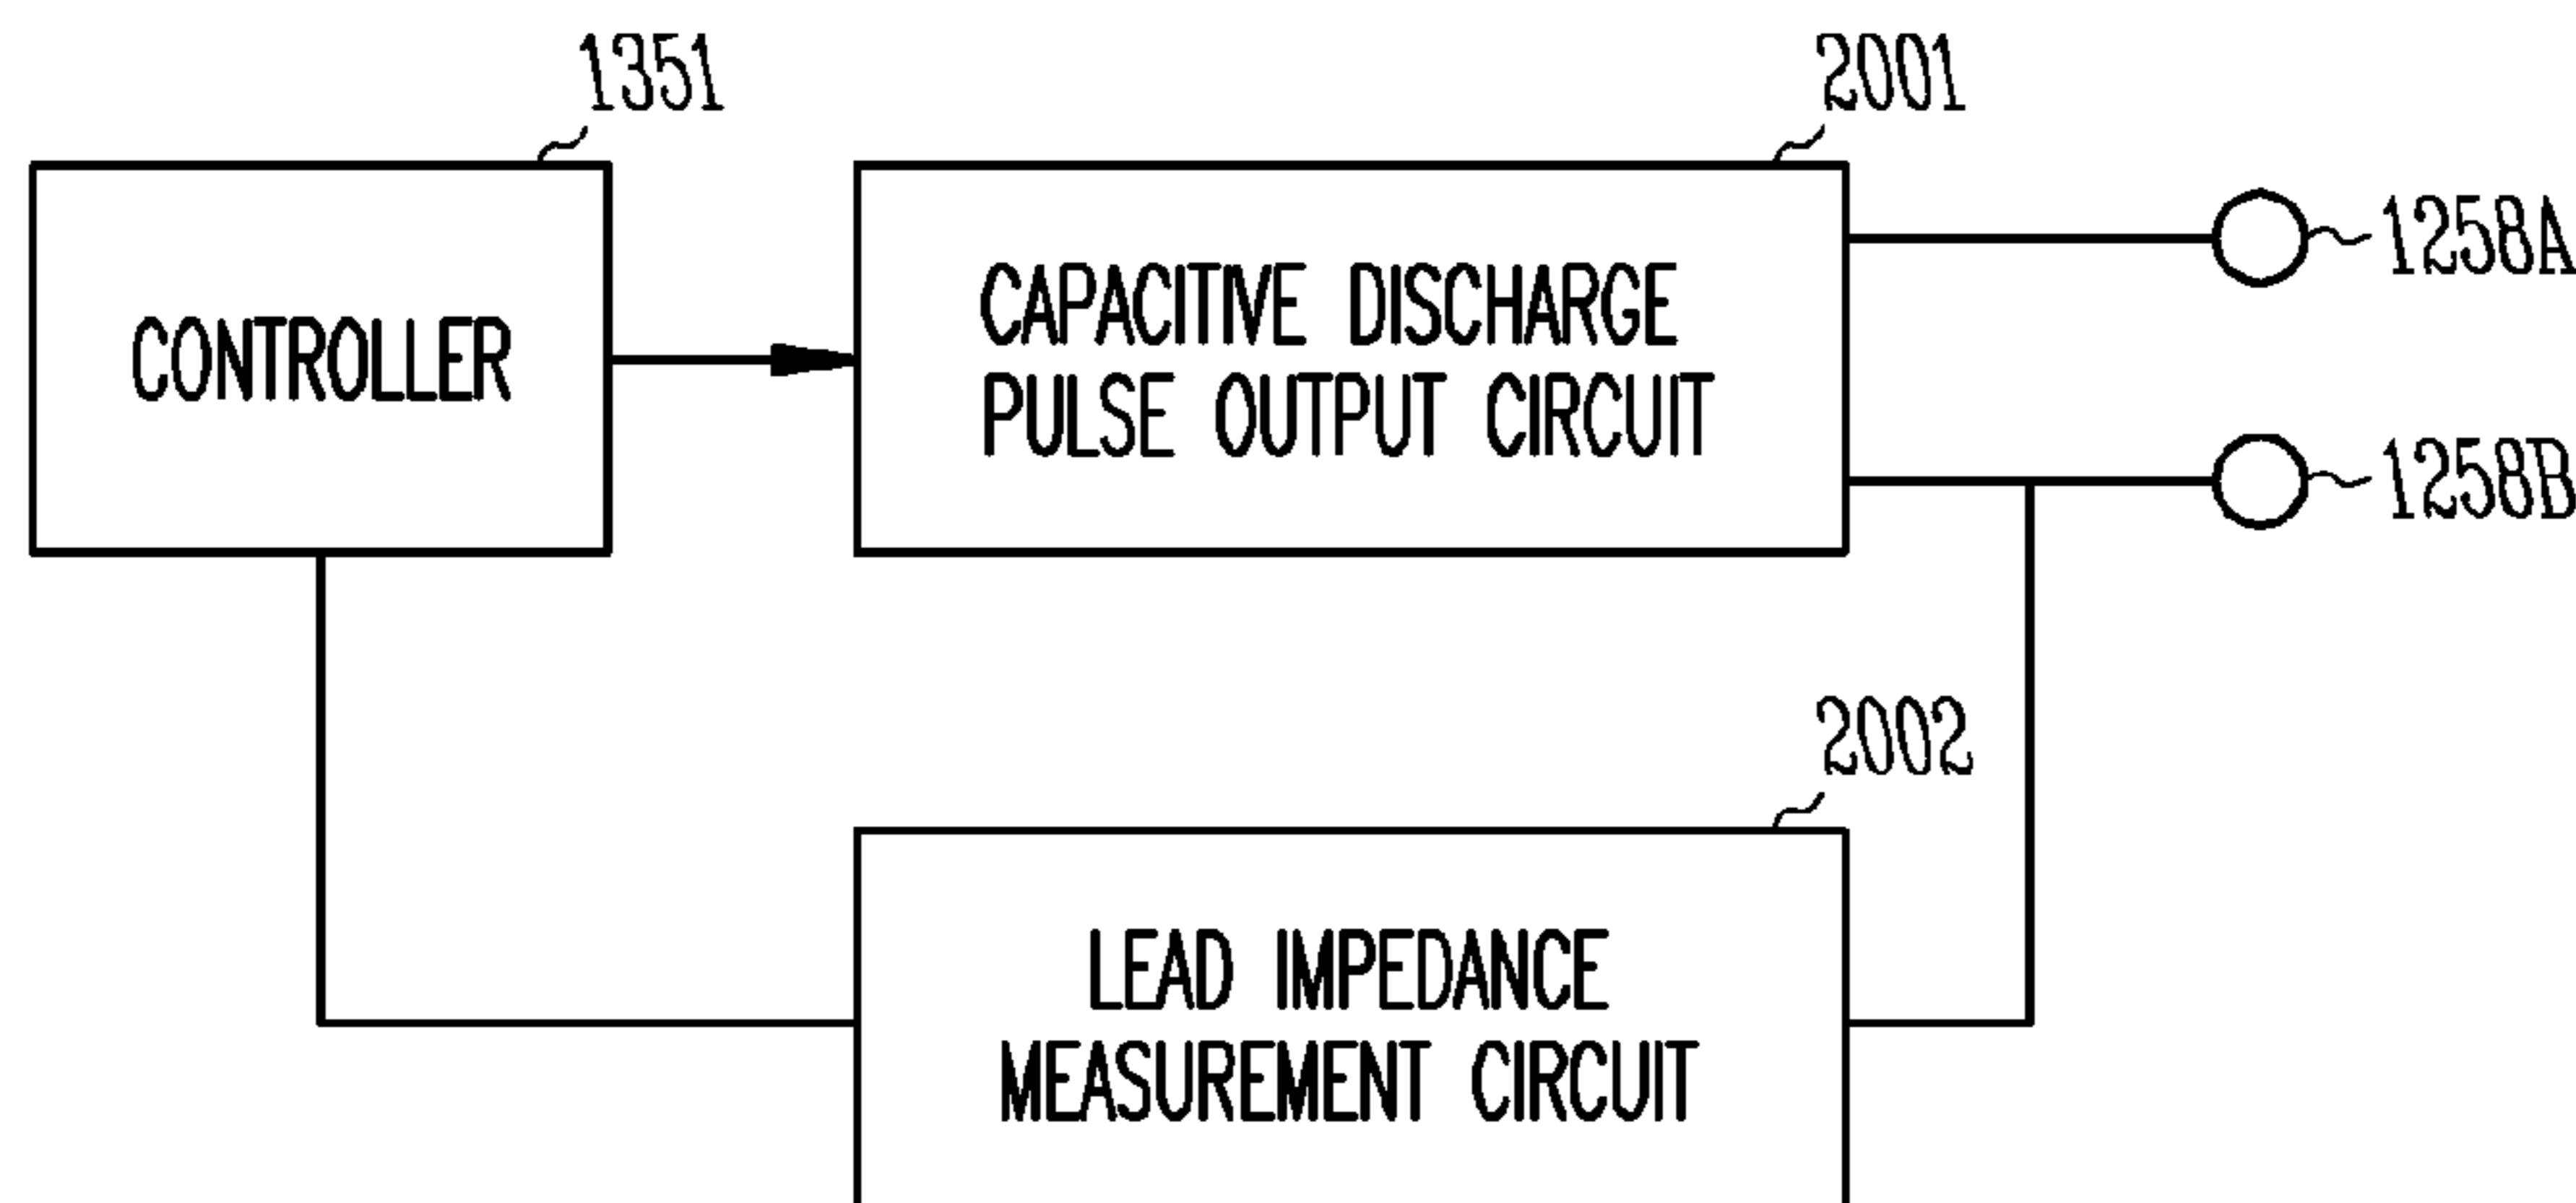 1351
2001
CONTROLLER
CAPACITIVE DISCHARGE
PULSE OUTPUT CIRCUIT
1258A
1258B
2002
LEAD IMPEDANCE
MEASUREMENT CIRCUIT